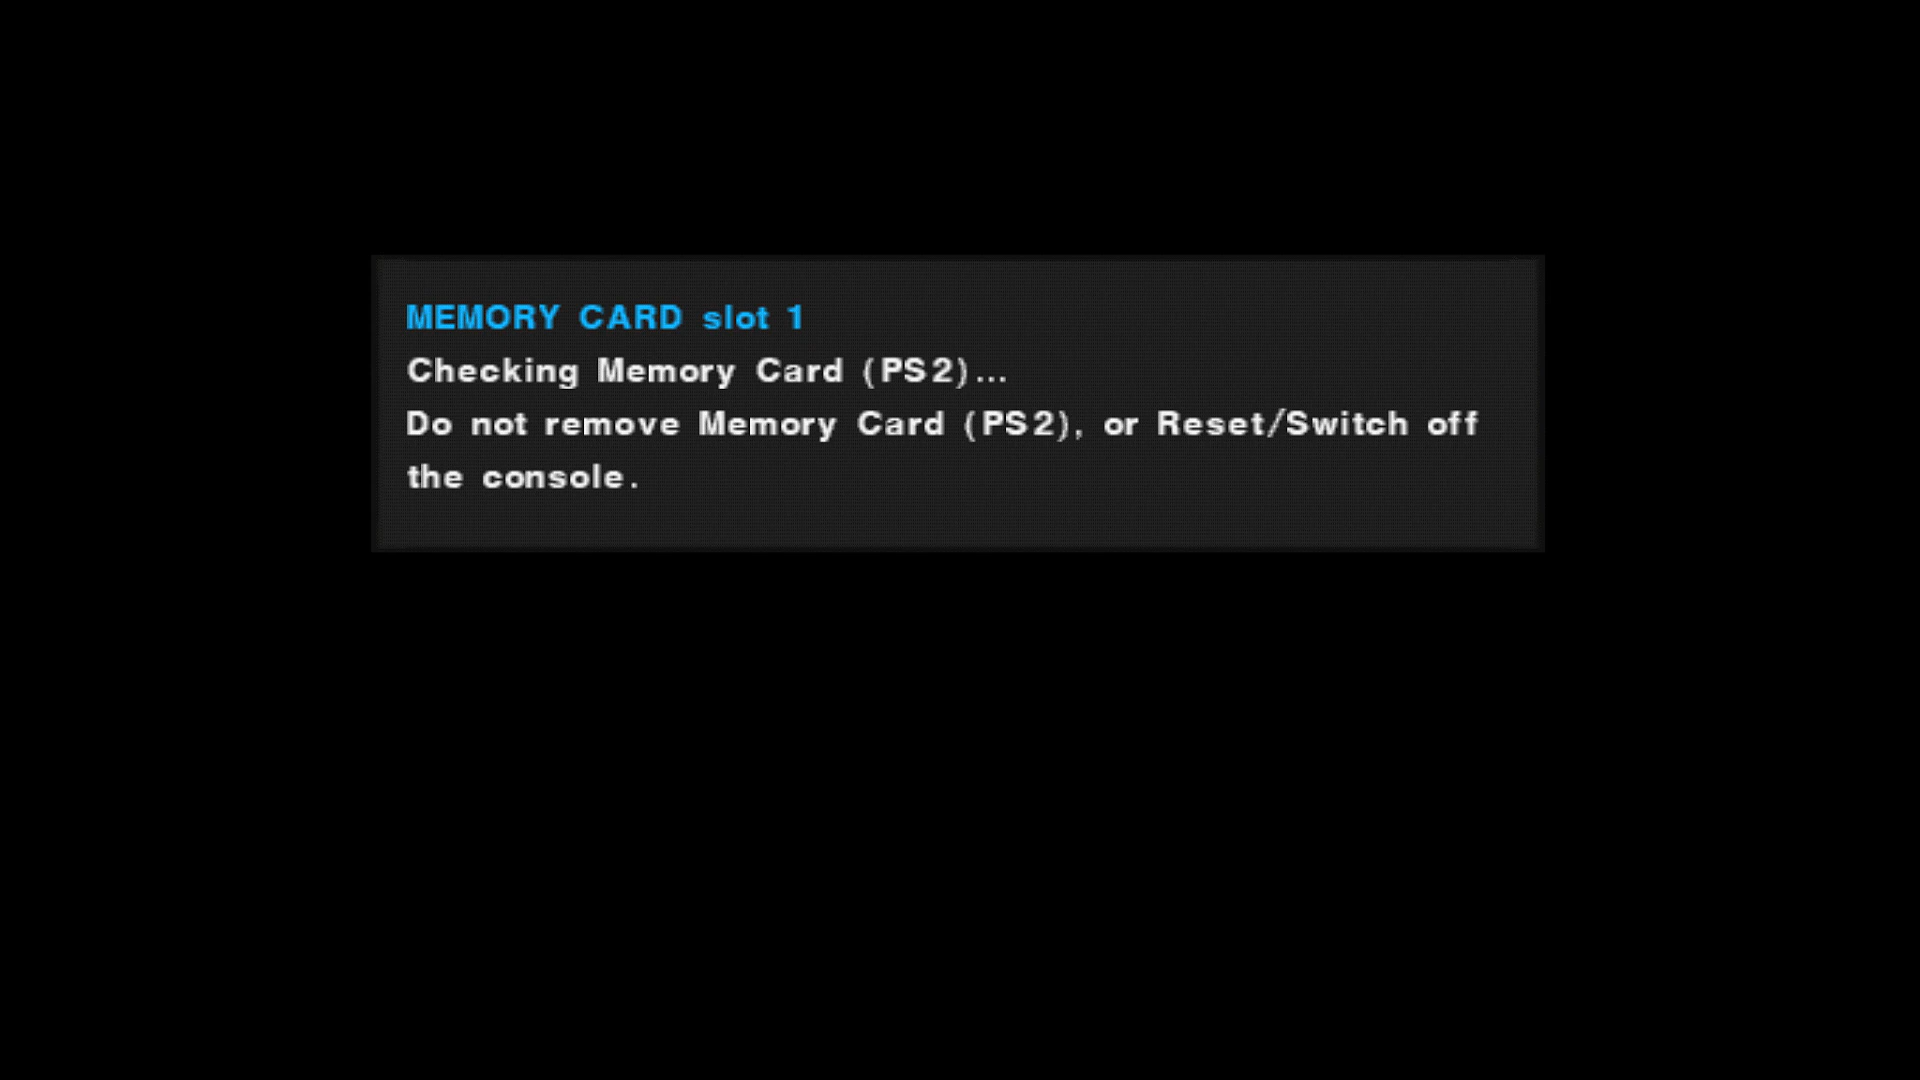 MEMORY CARD slot 1
Checking Memory Card (PS2)...
Do not remove Memory Card (PS2), or Reset/Switch off
the console.